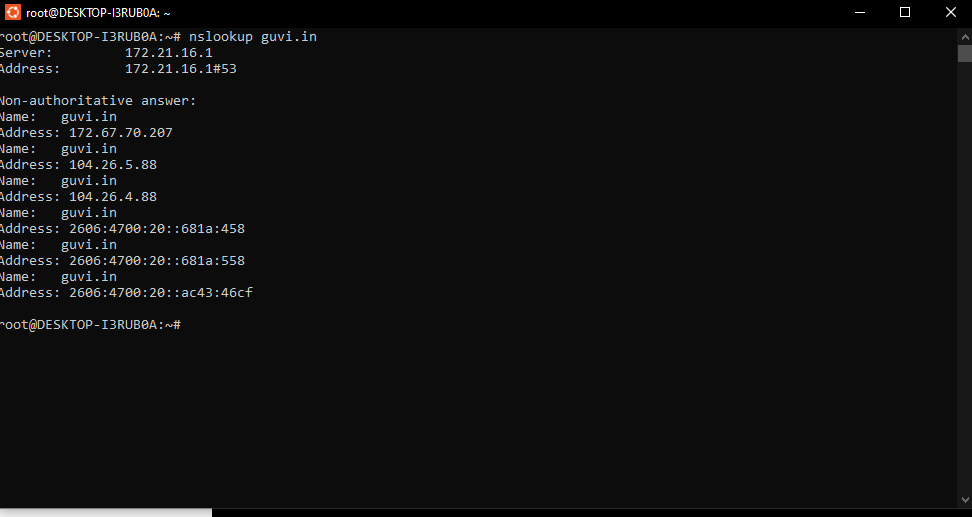 root@DESKTOP-I3RUB0A: ~
root@DESKTOP-I3RUB0A:~# nslookup guvi.in
Server:         172.21.16.1
Address:        172.21.16.1#53

Non-authoritative answer:
Name:   guvi.in
Address: 172.67.70.207
Name:   guvi.in
Address: 104.26.5.88
Name:   guvi.in
Address: 104.26.4.88
Name:   guvi.in
Address: 2606:4700:20::681a:458
Name:   guvi.in
Address: 2606:4700:20::681a:558
Name:   guvi.in
Address: 2606:4700:20::ac43:46cf

root@DESKTOP-I3RUB0A:~#